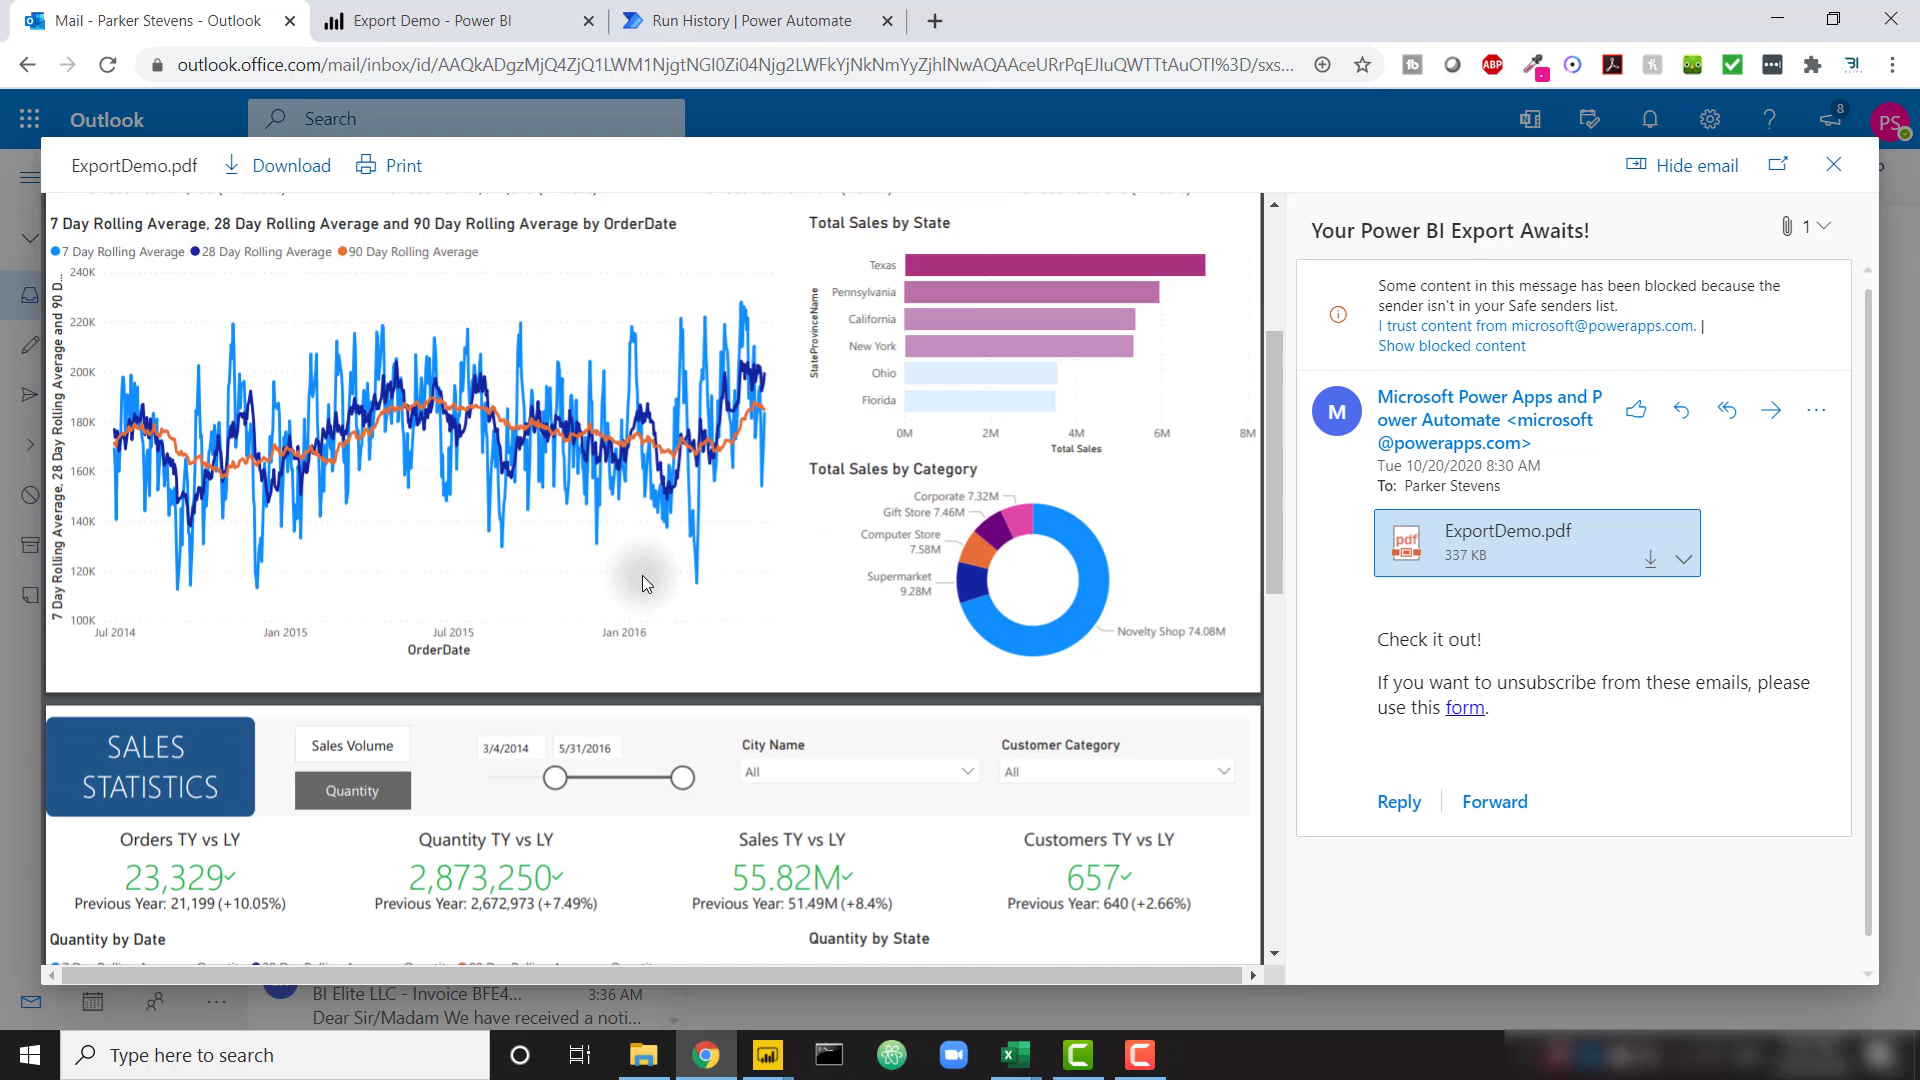 Mail - Parker Stevens - Outlook
Export Demo - Power BI
Run History | Power Automate
outlook.office.com/mail/inbox/id/AAQkADgzMjQ4ZjQ1LWM1NjgtNGI0Zi04Njg2LWFkYjNkNmYyZjhlNwAQAAceURrPqEJIuQWTTtAuOTI%3D/sxs...
ABP
Outlook
Search
8
PS
ExportDemo.pdf
Download
Print
Hide email
7 Day Rolling Average, 28 Day Rolling Average and 90 Day Rolling Average by OrderDate
7 Day Rolling Average
28 Day Rolling Average
90 Day Rolling Average
7 Day Rolling Average, 28 Day Rolling Average and 90 D...
240K
220K
200K
180K
160K
140K
120K
100K
Jul 2014
Jan 2015
Jul 2015
Jan 2016
OrderDate
Total Sales by State
StateProvinceName
Texas
Pennsylvania
California
New York
Ohio
Florida
0M
2M
4M
6M
8M
Total Sales
Total Sales by Category
Corporate 7.32M
Gift Store 7.46M
Computer Store
7.58M
Supermarket
9.28M
Novelty Shop 74.08M
SALES
STATISTICS
Sales Volume
Quantity
3/4/2014
5/31/2016
City Name
All
Customer Category
All
Orders TY vs LY
23,329
Previous Year: 21,199 (+10.05%)
Quantity TY vs LY
2,873,250
Previous Year: 2,672,973 (+7.49%)
Sales TY vs LY
55.82M
Previous Year: 51.49M (+8.4%)
Customers TY vs LY
657
Previous Year: 640 (+2.66%)
Quantity by Date
Quantity by State
Your Power BI Export Awaits!
1
Some content in this message has been blocked because the
sender isn't in your Safe senders list.
I trust content from microsoft@powerapps.com. |
Show blocked content
M
Microsoft Power Apps and P
ower Automate <microsoft
@powerapps.com>
Tue 10/20/2020 8:30 AM
To: Parker Stevens
pdf
ExportDemo.pdf
337 KB
Check it out!
If you want to unsubscribe from these emails, please
use this form.
Reply
Forward
BI Elite LLC - Invoice BFE4...
3:36 AM
Dear Sir/Madam We have received a noti...
Type here to search